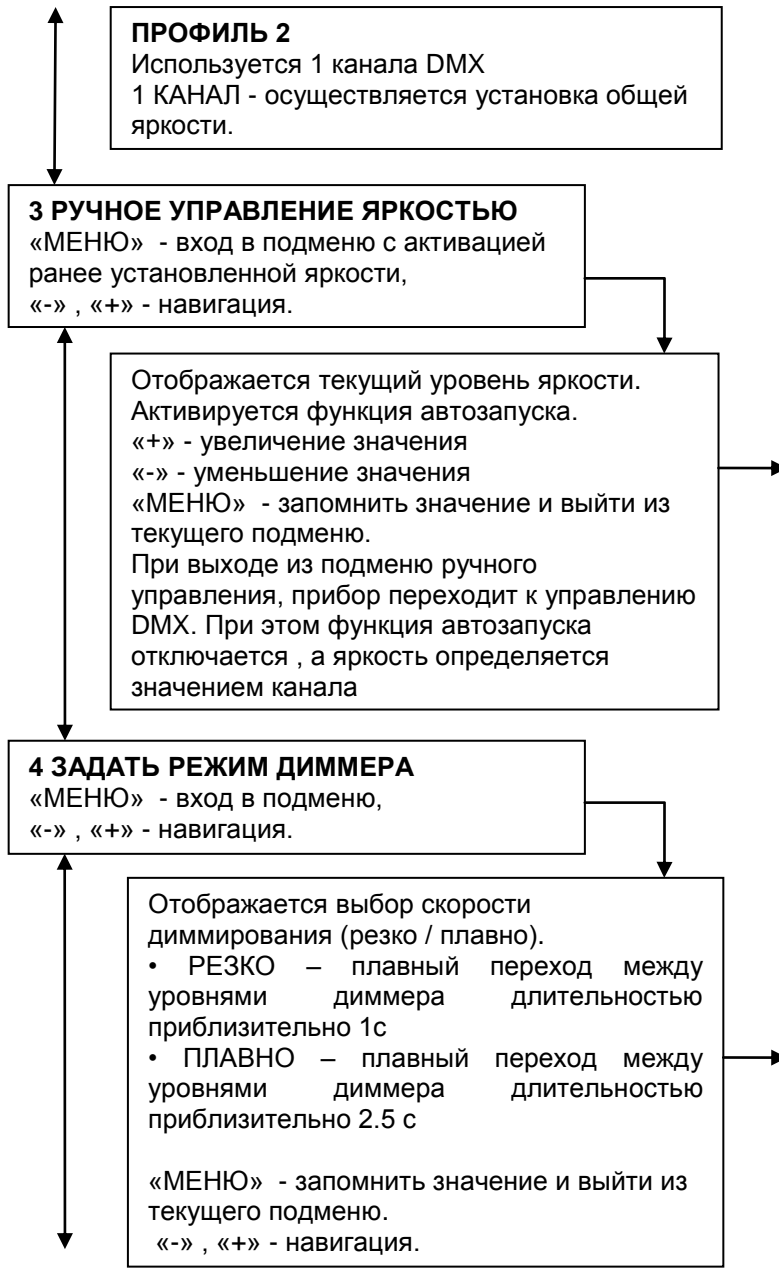 ПРОФИЛЬ 2
Используется 1 канала DMX
1 КАНАЛ - осуществляется установка общей
яркости.
3 РУЧНОЕ УПРАВЛЕНИЕ ЯРКОСТЬЮ
«МЕНЮ» - вход в подменю с активацией
ранее установленной яркости,
«-» , «+» - навигация.
Отображается текущий уровень яркости.
Активируется функция автозапуска.
«+» - увеличение значения
«-» - уменьшение значения
«МЕНЮ» - запомнить значение и выйти из
текущего подменю.
При выходе из подменю ручного
управления, прибор переходит к управлению
DMX. При этом функция автозапуска
отключается , а яркость определяется
значением канала
4 ЗАДАТЬ РЕЖИМ ДИММЕРА
«МЕНЮ» - вход в подменю,
«-» , «+» - навигация.
Отображается выбор скорости
диммирования (резко / плавно).
• РЕЗКО – плавный переход между
уровнями диммера длительностью
приблизительно 1с
• ПЛАВНО – плавный переход между
уровнями диммера длительностью
приблизительно 2.5 с
«МЕНЮ» - запомнить значение и выйти из
текущего подменю.
«-» , «+» - навигация.